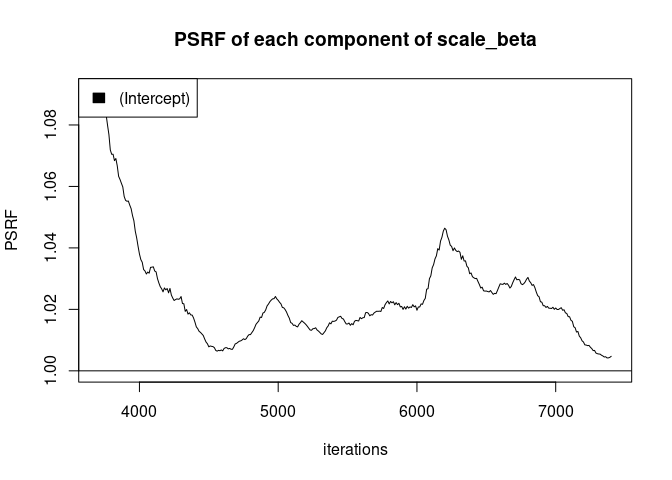 PSRF of each component of scale_beta
(Intercept)
PSRF
1.08
1.06
1.04
1.02
1.00
4000 5000 6000 7000
iterations